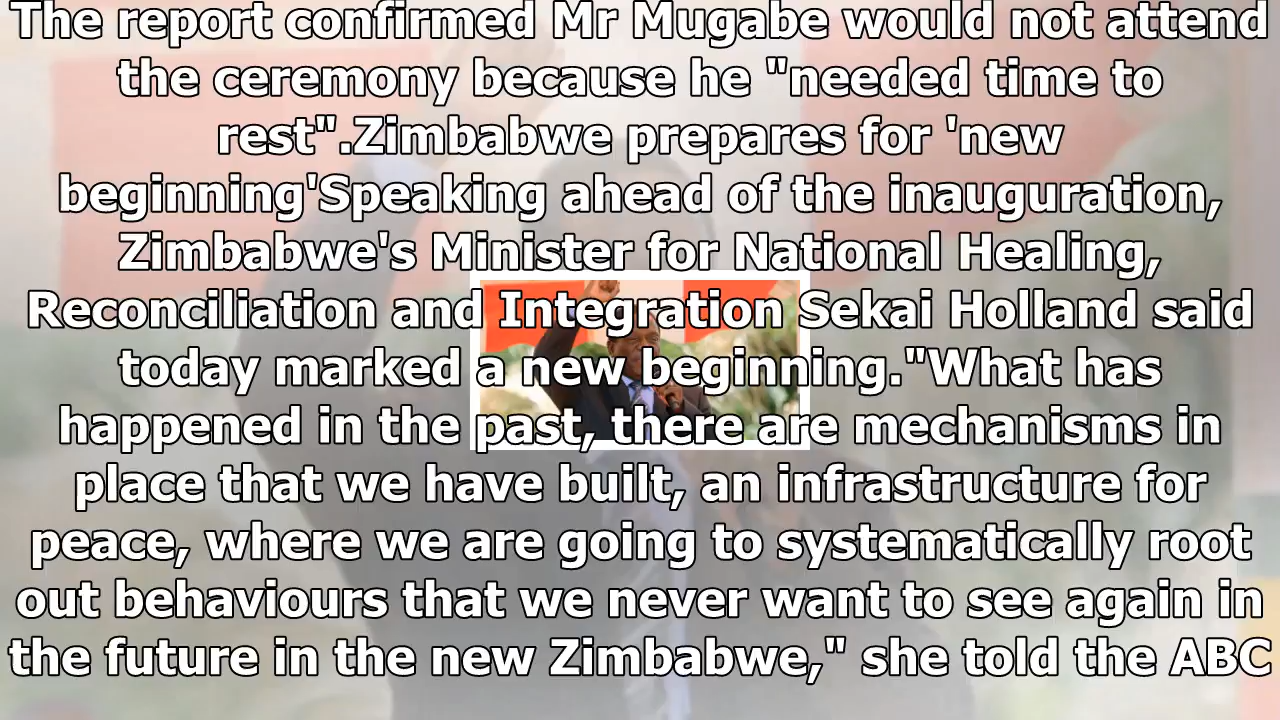 The report confirmed Mr Mugabe would not attend
the ceremony because he "needed time to
rest".Zimbabwe prepares for 'new
beginning'Speaking ahead of the inauguration,
Zimbabwe's Minister for National Healing,
Reconciliation and Integration Sekai Holland said
today marked a new beginning."What has
happened in the past, there are mechanisms in
place that we have built, an infrastructure for
peace, where we are going to systematically root
out behaviours that we never want to see again in
the future in the new Zimbabwe," she told the ABC